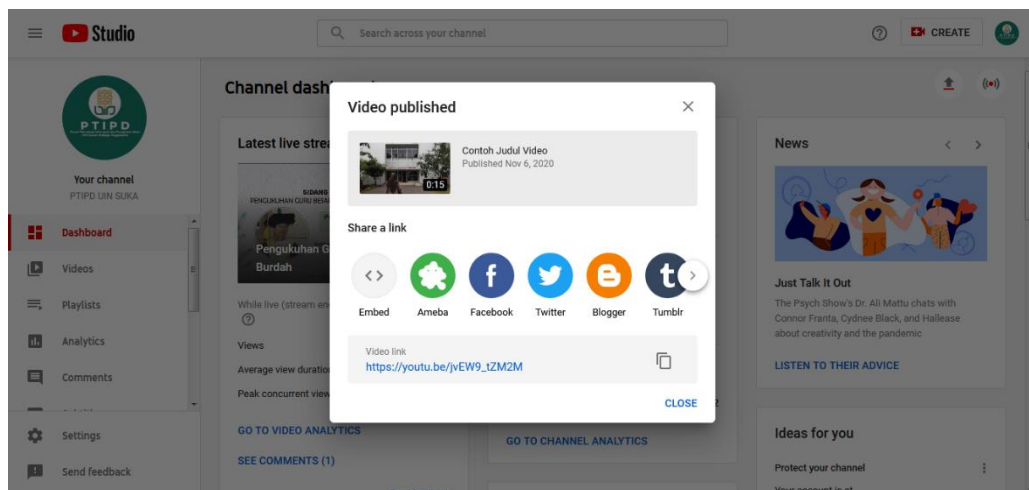 Studio
Search across your channel
CREATE
PTIPD
Your channel
PTIPD UIN SUKA
Dashboard
Videos
Playlists
Analytics
Comments
Settings
Send feedback
Channel dash
Latest live strea
PENGUKUHAN GURU BESA
Pengukuhan G
Burdah
While live (stream en
Views
Average view duratio
Peak concurrent view
GO TO VIDEO ANALYTICS
SEE COMMENTS (1)
Video published
Contoh Judul Video
Published Nov 6, 2020
0:15
Share a link
Embed
Ameba
Facebook
Twitter
Blogger
Tumblr
Video link
https://youtu.be/jvEW9_tZM2M
CLOSE
GO TO CHANNEL ANALYTICS
News
Just Talk It Out
The Psych Show's Dr. Ali Mattu chats with
Connor Franta, Cydnee Black, and Hallease
about creativity and the pandemic
LISTEN TO THEIR ADVICE
Ideas for you
Protect your channel